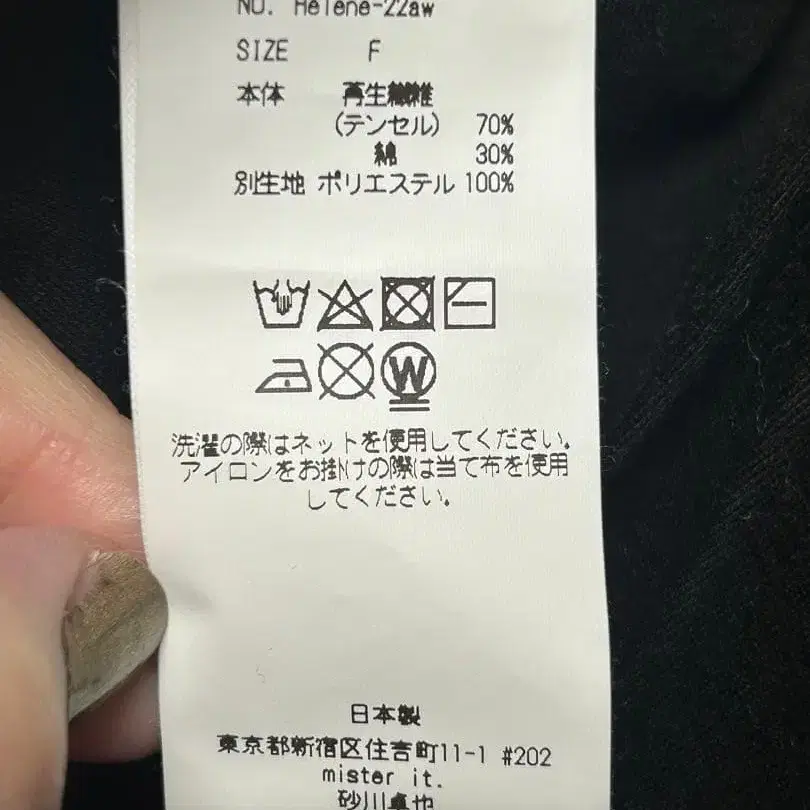 NO. Helene-22aw
SIZE F
本体 再生繊維
(テンセル) 70%
綿 30%
別生地 ポリエステル 100%
W
洗濯の際はネットを使用してください。
アイロンをお掛けの際は当て布を使用
してください。
日本製
東京都新宿区住吉町11-1 #202
mister it.
砂川卓也